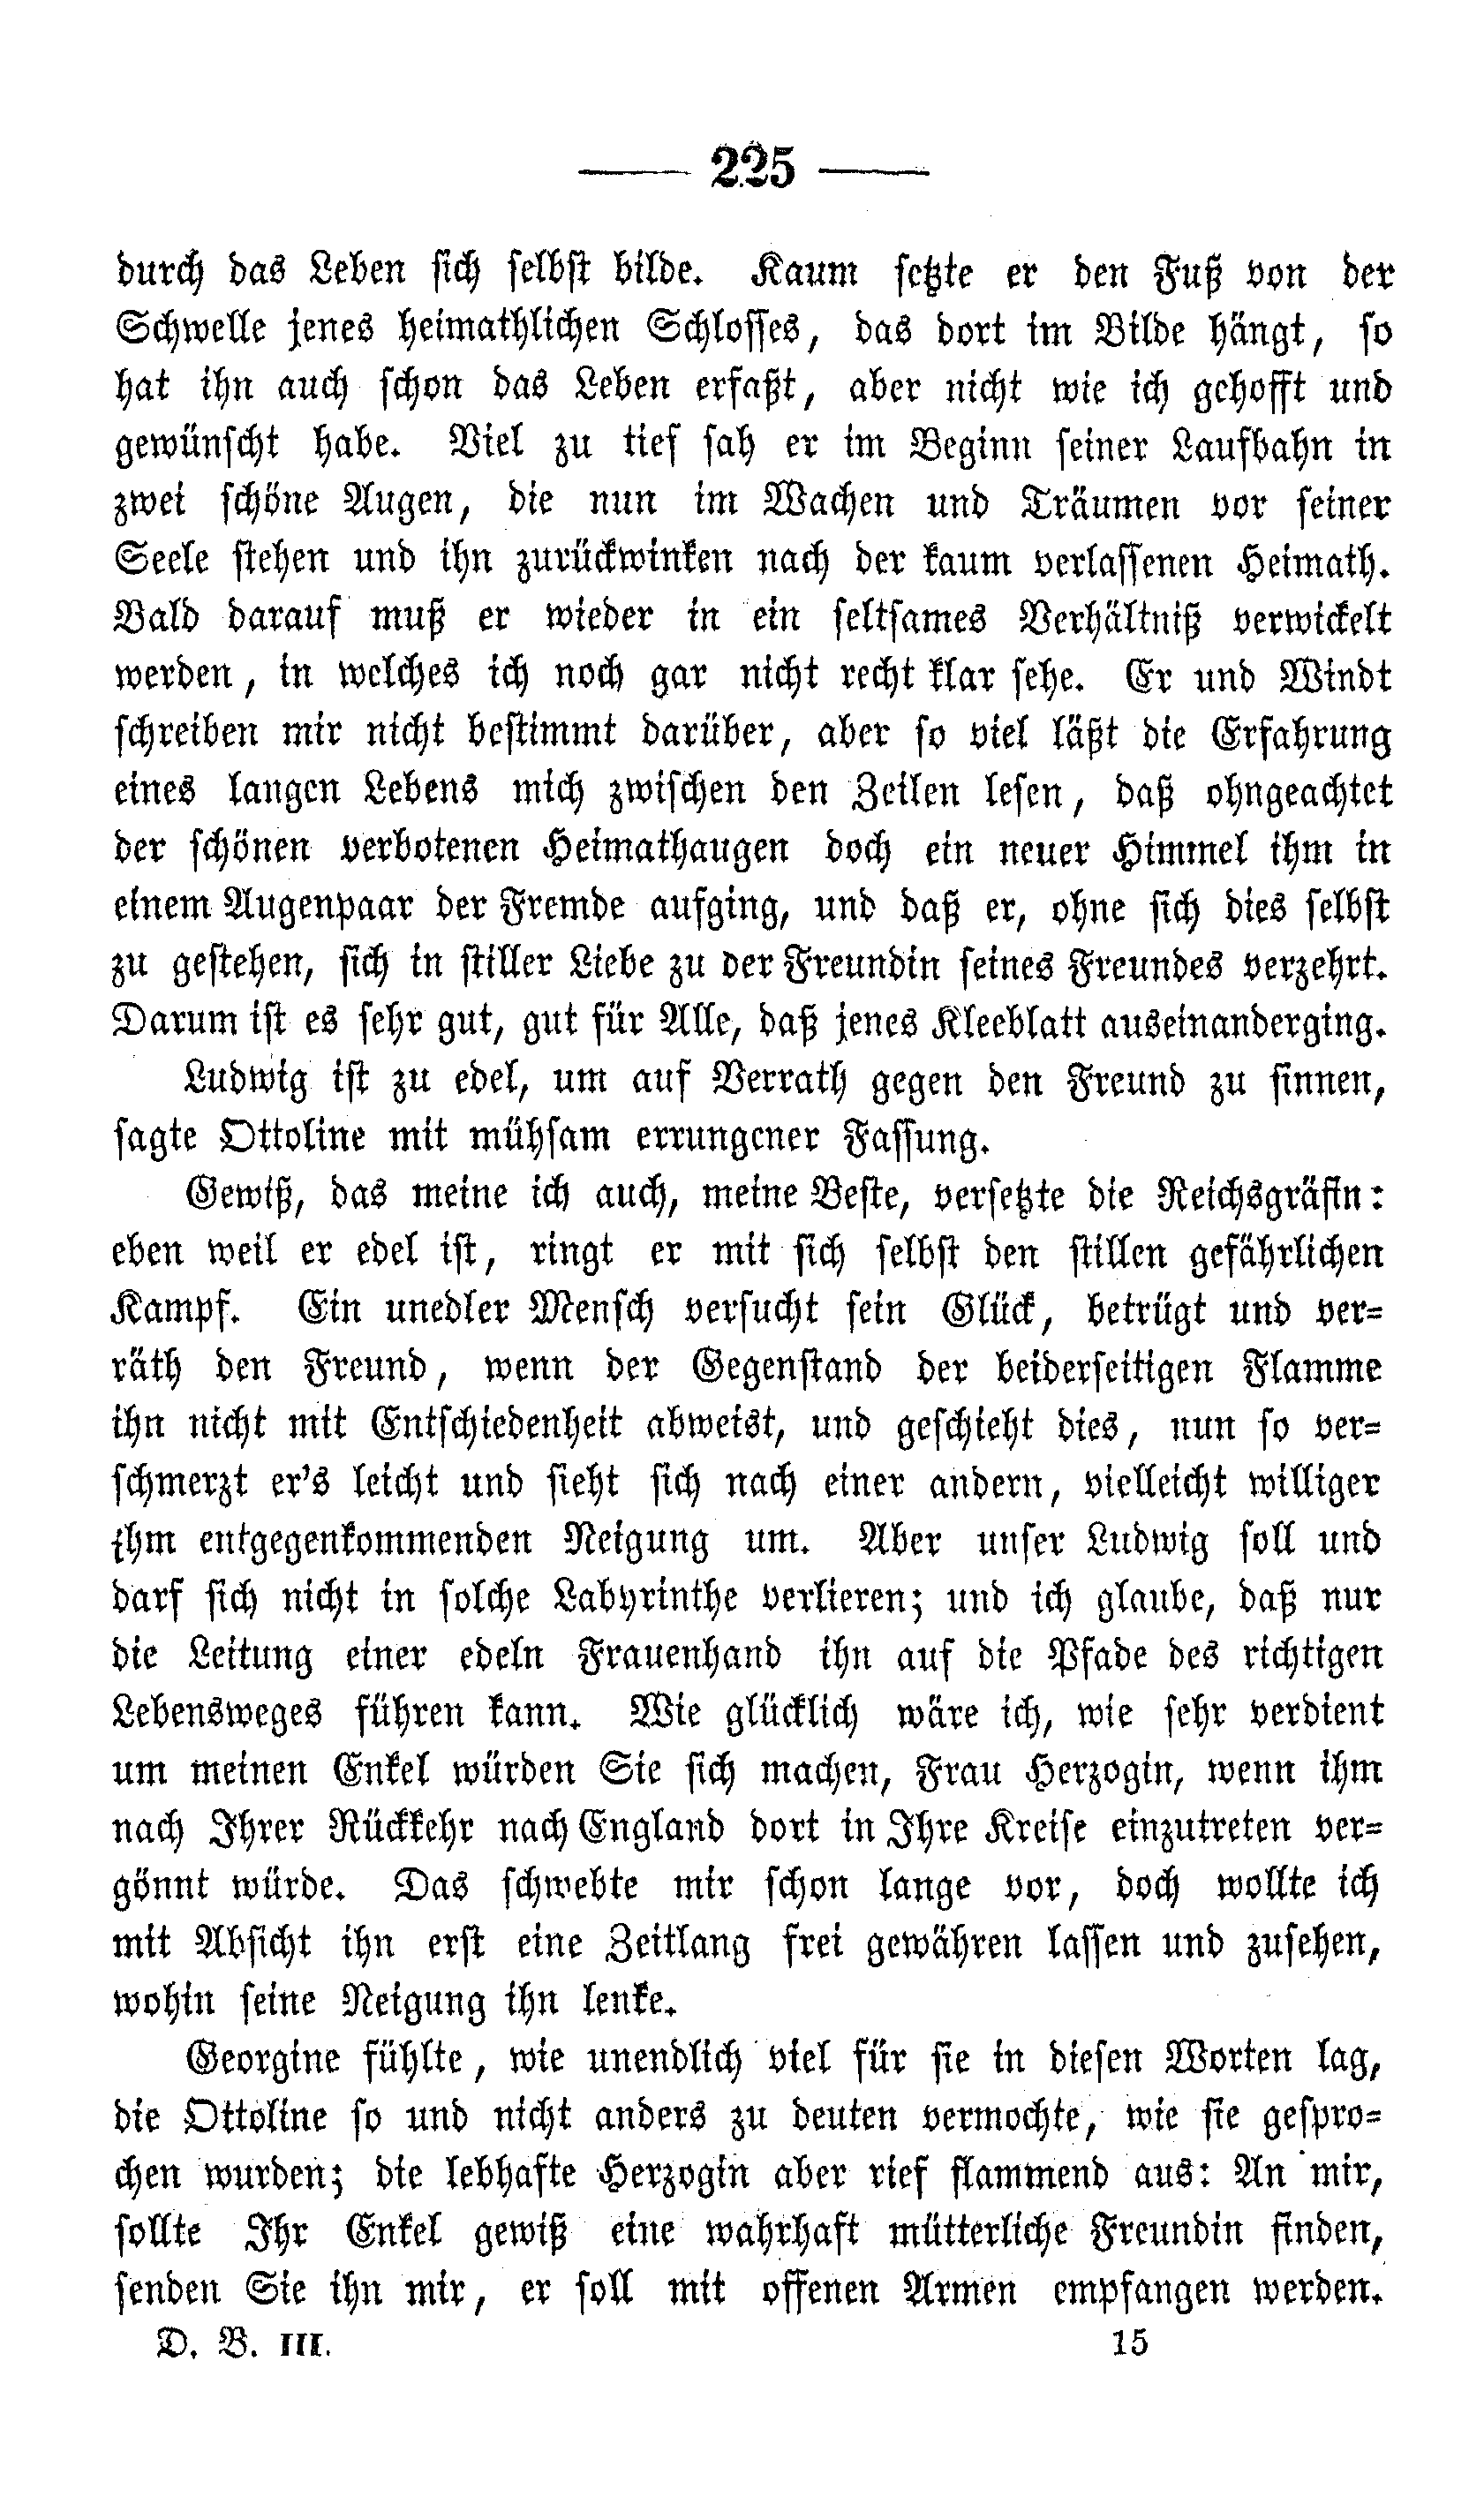 — 225 —
durch das Leben sich selbst bilde. Kaum setzte er den Fuß von der
Schwelle jenes heimathlichen Schlosses, das dort im Bilde hängt, so
hat ihn auch schon das Leben erfaßt, aber nicht wie ich gehofft und
gewünscht habe. Viel zu tief sah er im Beginn seiner Laufbahn in
zwei schöne Augen, die nun im Wachen und Träumen vor seiner
Seele stehen und ihn zurückwinken nach der kaum verlassenen Heimath.
Bald darauf muß er wieder in ein seltsames Verhältniß verwickelt
werden, in welches ich noch gar nicht recht klar sehe. Er und Windt
schreiben mir nicht bestimmt darüber, aber so viel läßt die Erfahrung
eines langen Lebens mich zwischen den Zeilen lesen, daß ohngeachtet
der schönen verbotenen Heimathaugen doch ein neuer Himmel ihm in
einem Augenpaar der Fremde aufging, und daß er, ohne sich dies selbst
zu gestehen, sich in stiller Liebe zu der Freundin seines Freundes verzehrt.
Darum ist es sehr gut, gut für Alle, daß jenes Kleeblatt auseinanderging.
Ludwig ist zu edel, um auf Verrath gegen den Freund zu sinnen,
sagte Ottoline mit mühsam errungener Fassung.
Gewiß, das meine ich auch, meine Beste, versetzte die Reichsgräfin:
eben weil er edel ist, ringt er mit sich selbst den stillen gefährlichen
Kampf. Ein unedler Mensch versucht sein Glück, betrügt und ver-
räth den Freund, wenn der Gegenstand der beiderseitigen Flamme
ihn nicht mit Entschiedenheit abweist, und geschieht dies, nun so ver-
schmerzt er's leicht und sieht sich nach einer andern, vielleicht williger
ihm entgegenkommenden Neigung um. Aber unser Ludwig soll und
darf sich nicht in solche Labyrinthe verlieren; und ich glaube, daß nur
die Leitung einer edeln Frauenhand ihn auf die Pfade des richtigen
Lebensweges führen kann. Wie glücklich wäre ich, wie sehr verdient
um meinen Enkel würden Sie sich machen, Frau Herzogin, wenn ihm
nach Ihrer Rückkehr nach England dort in Ihre Kreise einzutreten ver-
gönnt würde. Das schwebte mir schon lange vor, doch wollte ich
mit Absicht ihn erst eine Zeitlang frei gewähren lassen und zusehen,
wohin seine Neigung ihn lenke.
Georgine fühlte, wie unendlich viel für sie in diesen Worten lag,
die Ottoline so und nicht anders zu deuten vermochte, wie sie gespro-
chen wurden; die lebhafte Herzogin aber rief flammend aus: An mir,
sollte Ihr Enkel gewiß eine wahrhaft mütterliche Freundin finden,
senden Sie ihn mir, er soll mit offenen Armen empfangen werden.
D. B. III. 15